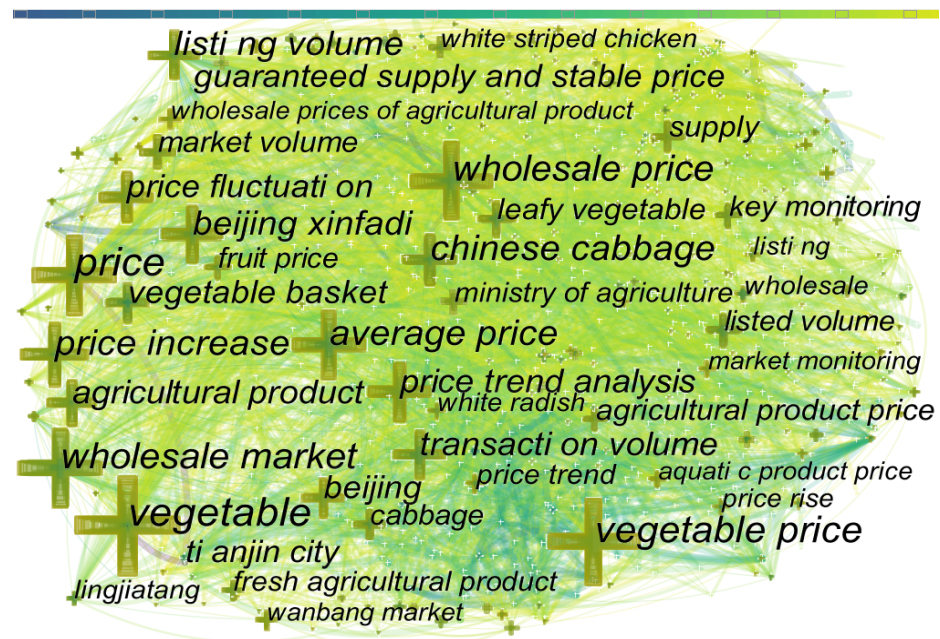 listi ng volume
white striped chicken
guaranteed supply and stable price
wholesale prices of agricultural product
supply
market volume
wholesale price
price fluctuati on
leafy vegetable
key monitoring
beijing xinfadi
chinese cabbage
listi ng
price
fruit price
vegetable basket
ministry of agriculture
wholesale
listed volume
average price
price increase
market monitoring
agricultural product
price trend analysis
white radish
agricultural product price
transacti on volume
wholesale market
price trend
aquati c product price
beijing
price rise
vegetable
cabbage
vegetable price
ti anjin city
lingjiatang
fresh agricultural product
wanbang market